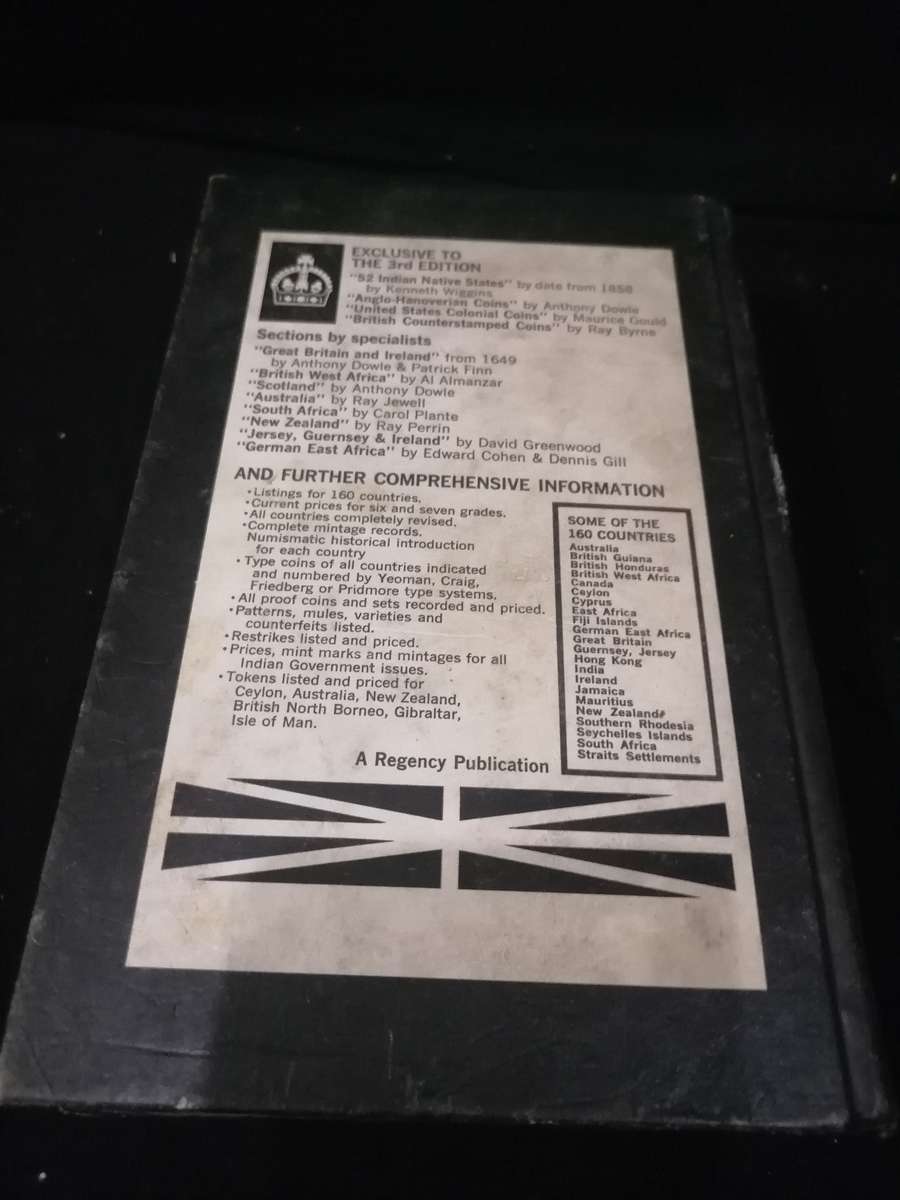 EXCLUSIVE TO
THE 3rd EDITION
"52 Indian Native States" by date from 1858
by Kenneth Wiggins
"Anglo-Hanoverian Coins" by Anthony Dowle
"United States Colonial Coins" by Maurice Gould
"British Counterstamped Coins" by Ray Byrne
Sections by specialists
"Great Britain and Ireland" from 1649
by Anthony Dowle & Patrick Finn
"British West Africa" by Al Almanzar
"Scotland" by Anthony Dowle
"Australia" by Ray Jewell
"South Africa" by Carol Plante
"New Zealand" by Ray Perrin
"Jersey, Guernsey & Ireland" by David Greenwood
"German East Africa" by Edward Cohen & Dennis Gill
AND FURTHER COMPREHENSIVE INFORMATION
•Listings for 160 countries.
•Current prices for six and seven grades.
•All countries completely revised.
•Complete mintage records.
Numismatic historical introduction
for each country
•Type coins of all countries indicated
and numbered by Yeoman, Craig,
Friedberg or Pridmore type systems.
•All proof coins and sets recorded and priced.
•Patterns, mules, varieties and
counterfeits listed.
•Restrikes listed and priced.
•Prices, mint marks and mintages for all
Indian Government issues.
•Tokens listed and priced for
Ceylon, Australia, New Zealand,
British North Borneo, Gibraltar,
Isle of Man.
SOME OF THE
160 COUNTRIES
Australia
British Guiana
British Honduras
British West Africa
Canada
Ceylon
Cyprus
East Africa
Fiji Islands
German East Africa
Great Britain
Guernsey, Jersey
Hong Kong
India
Ireland
Jamaica
Mauritius
New Zealand
Southern Rhodesia
Seychelles Islands
South Africa
Straits Settlements
A Regency Publication